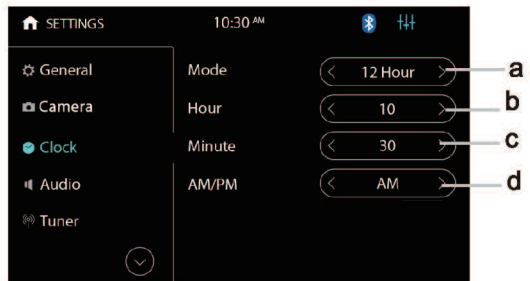 SETTINGS 10:30 AM
General Mode 12 Hour a
Camera Hour 10 b
Clock Minute 30 c
Audio AM/PM AM d
Tuner